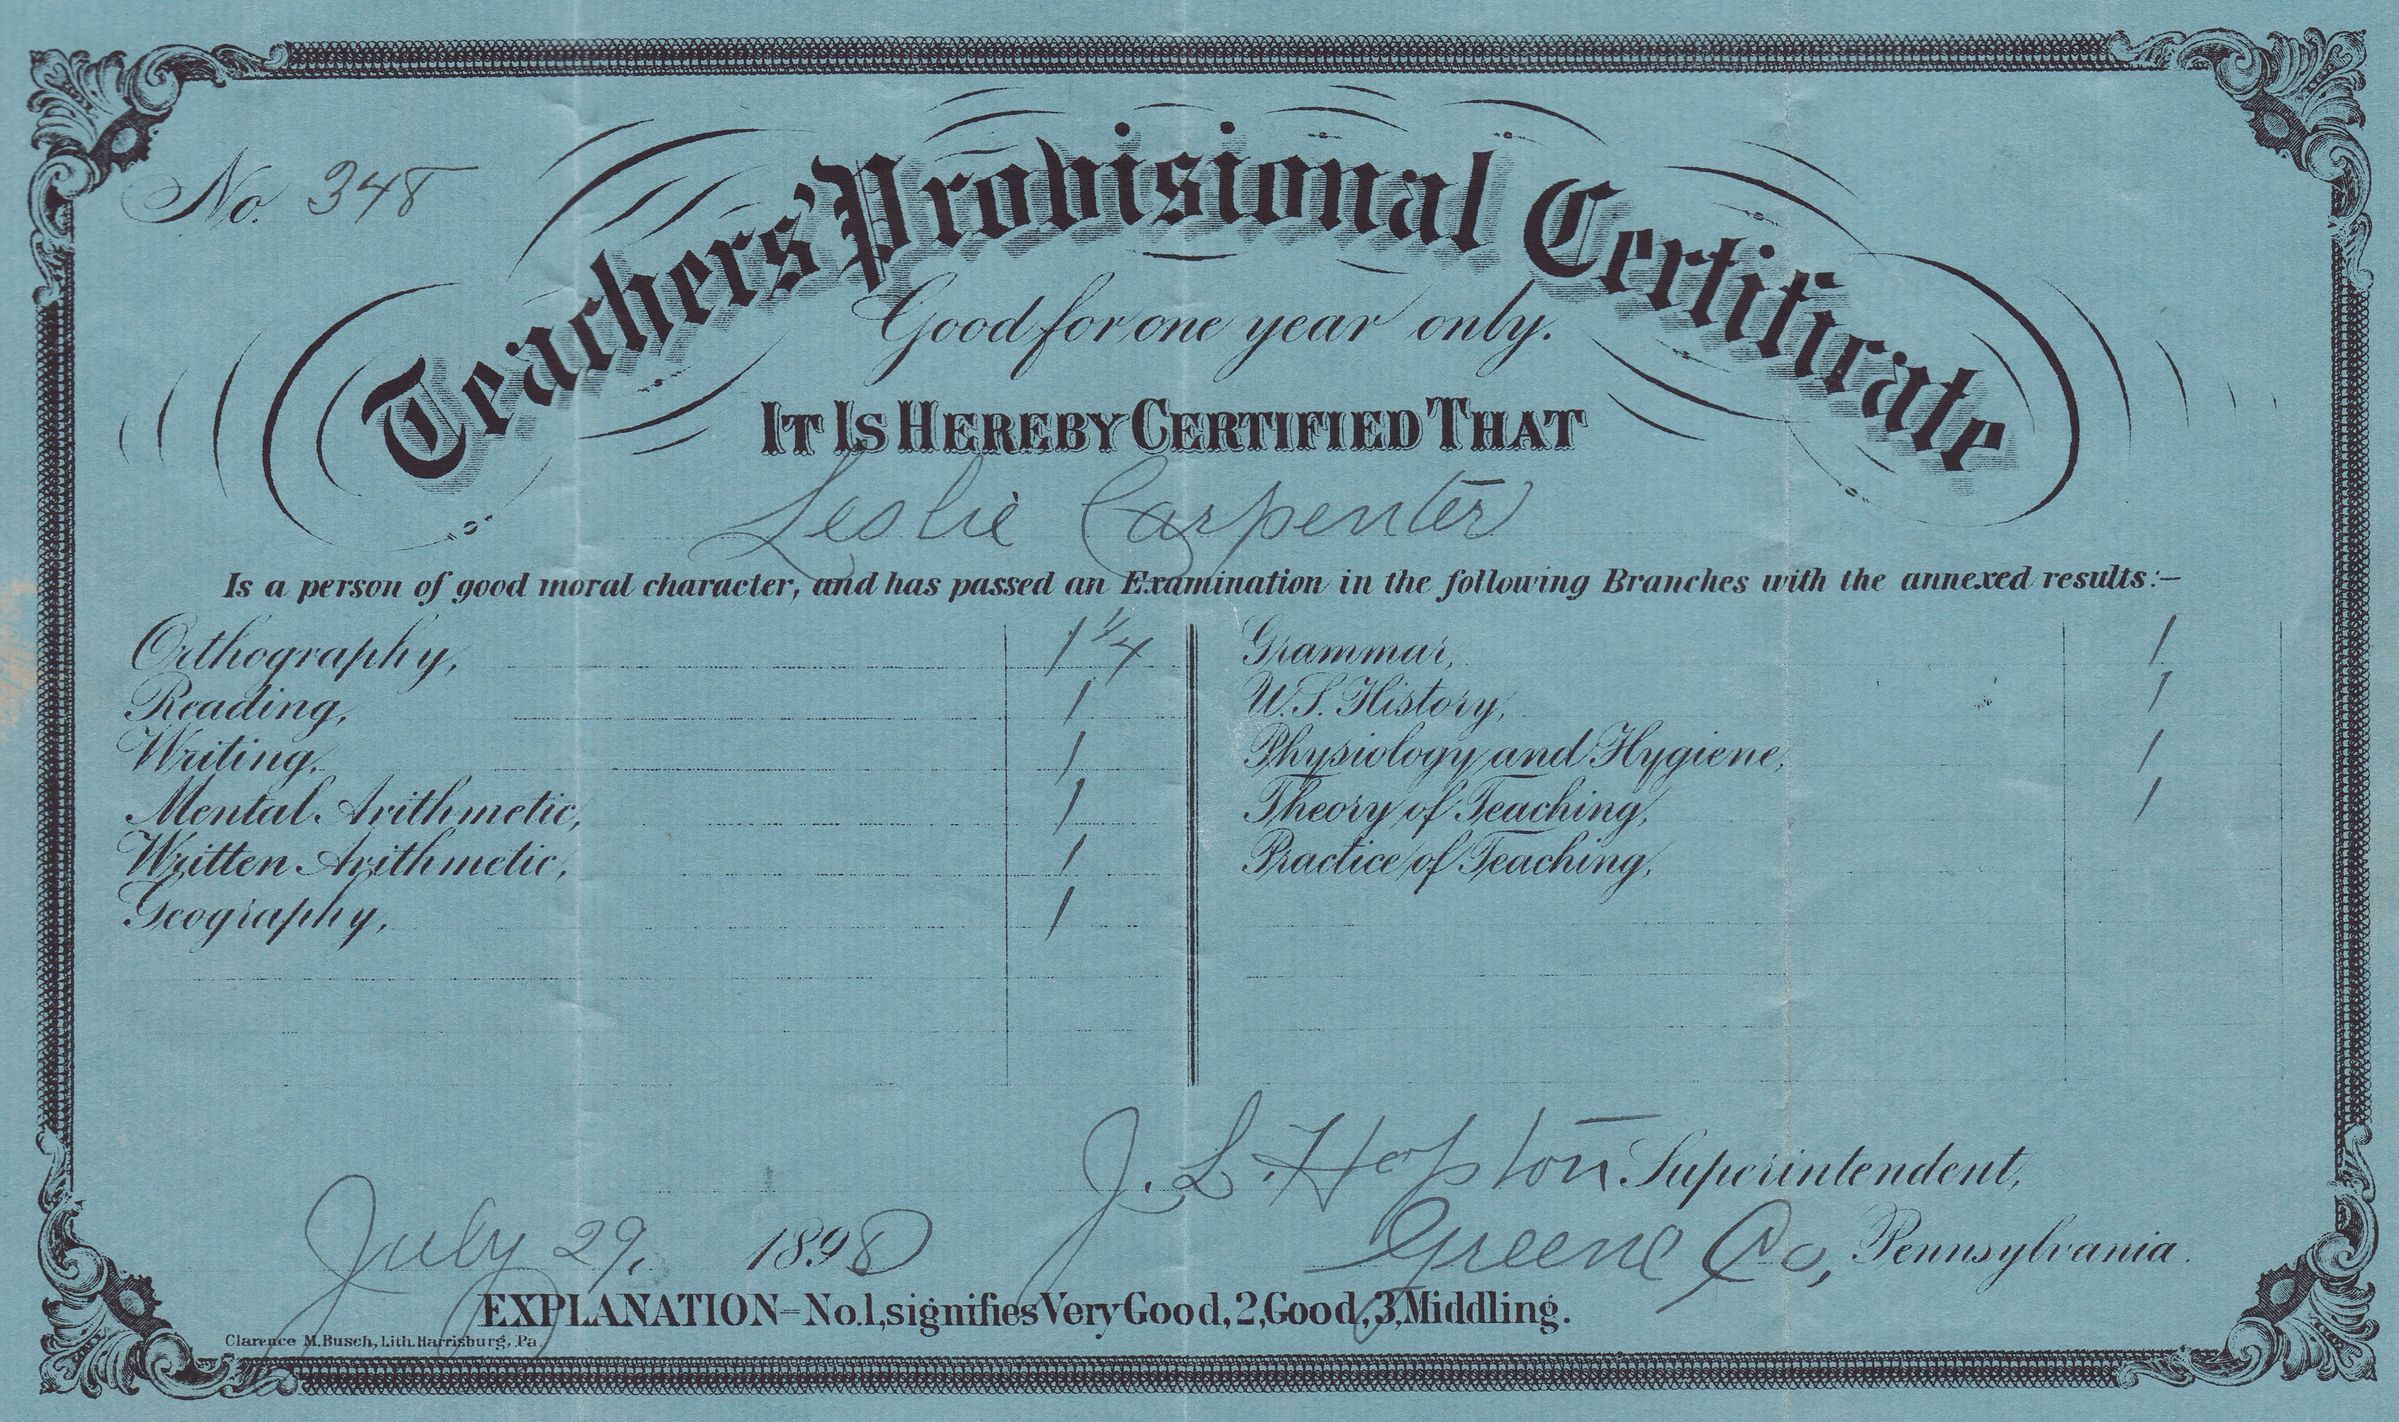 No. 348
Teachers' Provisional Certificate
Good for one year only.
IT IS HEREBY CERTIFIED THAT
Leslie Carpenter
Is a person of good moral character, and has passed an Examination in the following Branches with the annexed results:—
Orthography, 1 1/4
Reading, 1
Writing, 1
Mental Arithmetic, 1
Written Arithmetic, 1
Geography, 1
Grammar, 1
U.S. History, 1
Physiology and Hygiene, 1
Theory of Teaching, 1
Practice of Teaching,
J. L. Hopton Superintendent,
July 29, 1898
Greene Co, Pennsylvania.
EXPLANATION—No.1, signifies Very Good, 2, Good, 3, Middling.
Clarence M. Busch, Lith. Harrisburg, Pa.